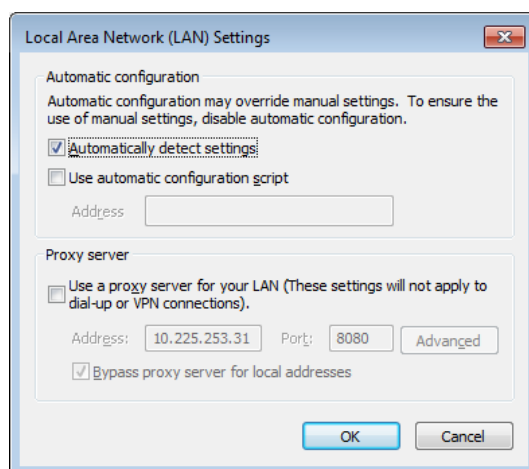 Local Area Network (LAN) Settings
Automatic configuration
Automatic configuration may override manual settings. To ensure the
use of manual settings, disable automatic configuration.
Automatically detect settings
Use automatic configuration script
Address
Proxy server
Use a proxy server for your LAN (These settings will not apply to
dial-up or VPN connections).
Address: 10.225.253.31 Port: 8080 Advanced
Bypass proxy server for local addresses
OK Cancel